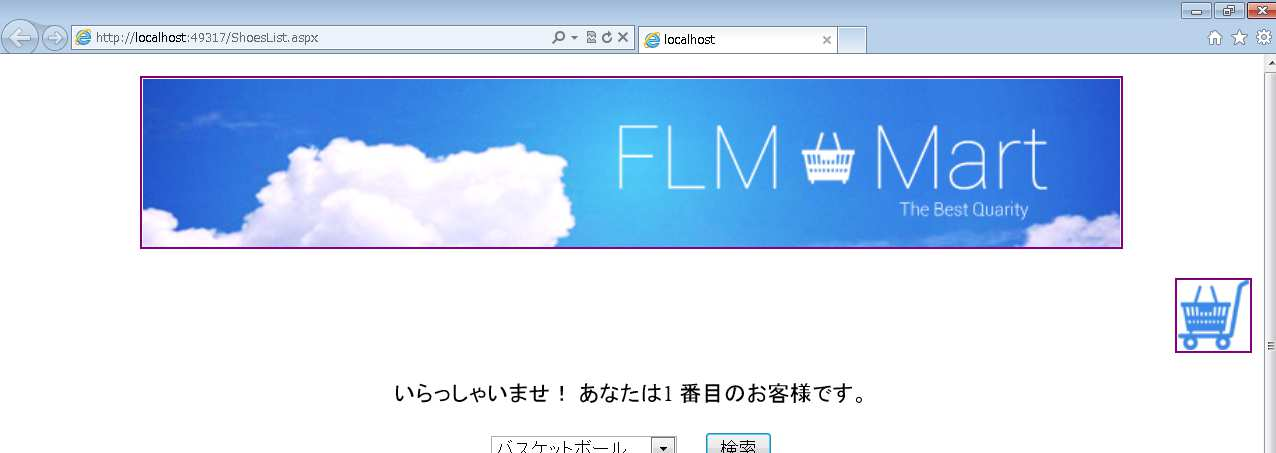 http://localhost:49317/ShoesList.aspx
localhost
FLM Mart
The Best Quarity
いらっしゃいませ！ あなたは1 番目のお客様です。
バスケットボール
検索